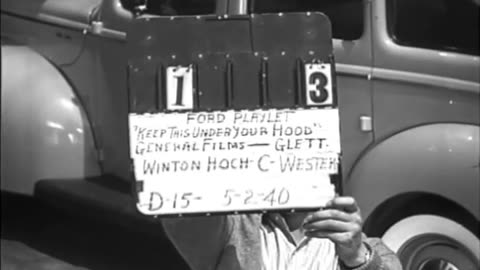 1 3
FORD PLAYLET
"KEEP THIS UNDER YOUR HOOD"
GENERAL FILMS — GLETT.
WINTON HOCH-C-WESTER
D-15- 5-2-40